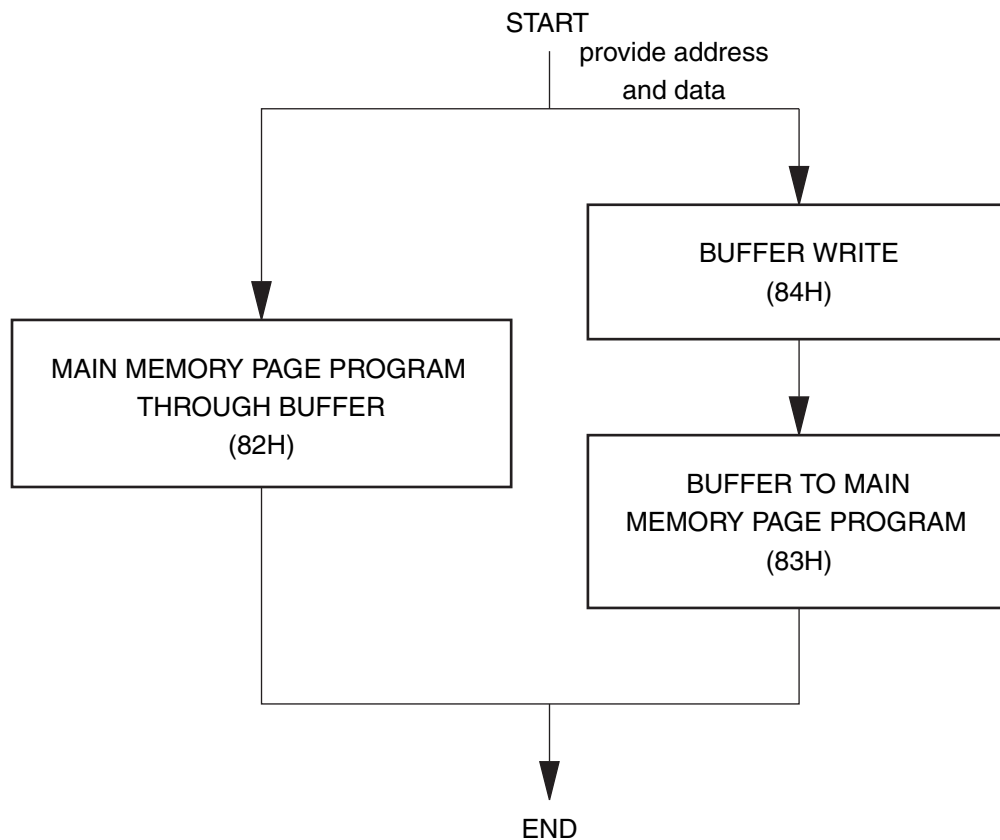 START
provide address
and data
BUFFER WRITE
(84H)
MAIN MEMORY PAGE PROGRAM
THROUGH BUFFER
(82H)
BUFFER TO MAIN
MEMORY PAGE PROGRAM
(83H)
END